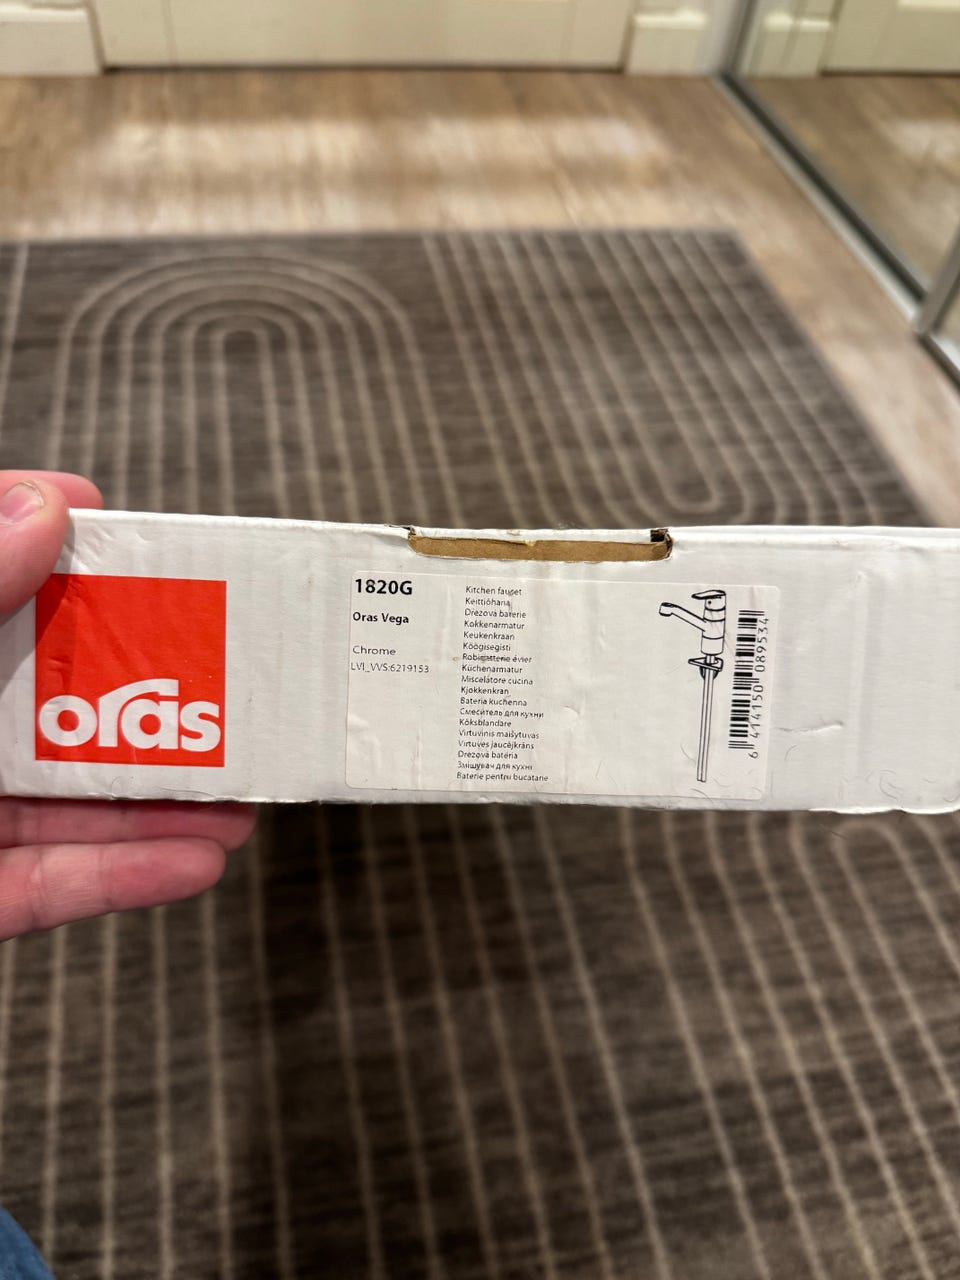 oras
1820G
Oras Vega
Chrome
LVI_VVS:6219153
Kitchen faucet
Keittiöhana
Drezova baterie
Kokkenarmatur
Keukenkraan
Köögisegisti
Robinetterie évier
Küchenarmatur
Miscelatore cucina
Kjøkkenkran
Bateria kuchenna
Смеситель для кухни
Köksblandare
Virtuvinis maišytuvas
Virtuves jaucējkrāns
Drezová batéria
Змішувач для кухні
Baterie pentru bucatarie
6 414150 089534